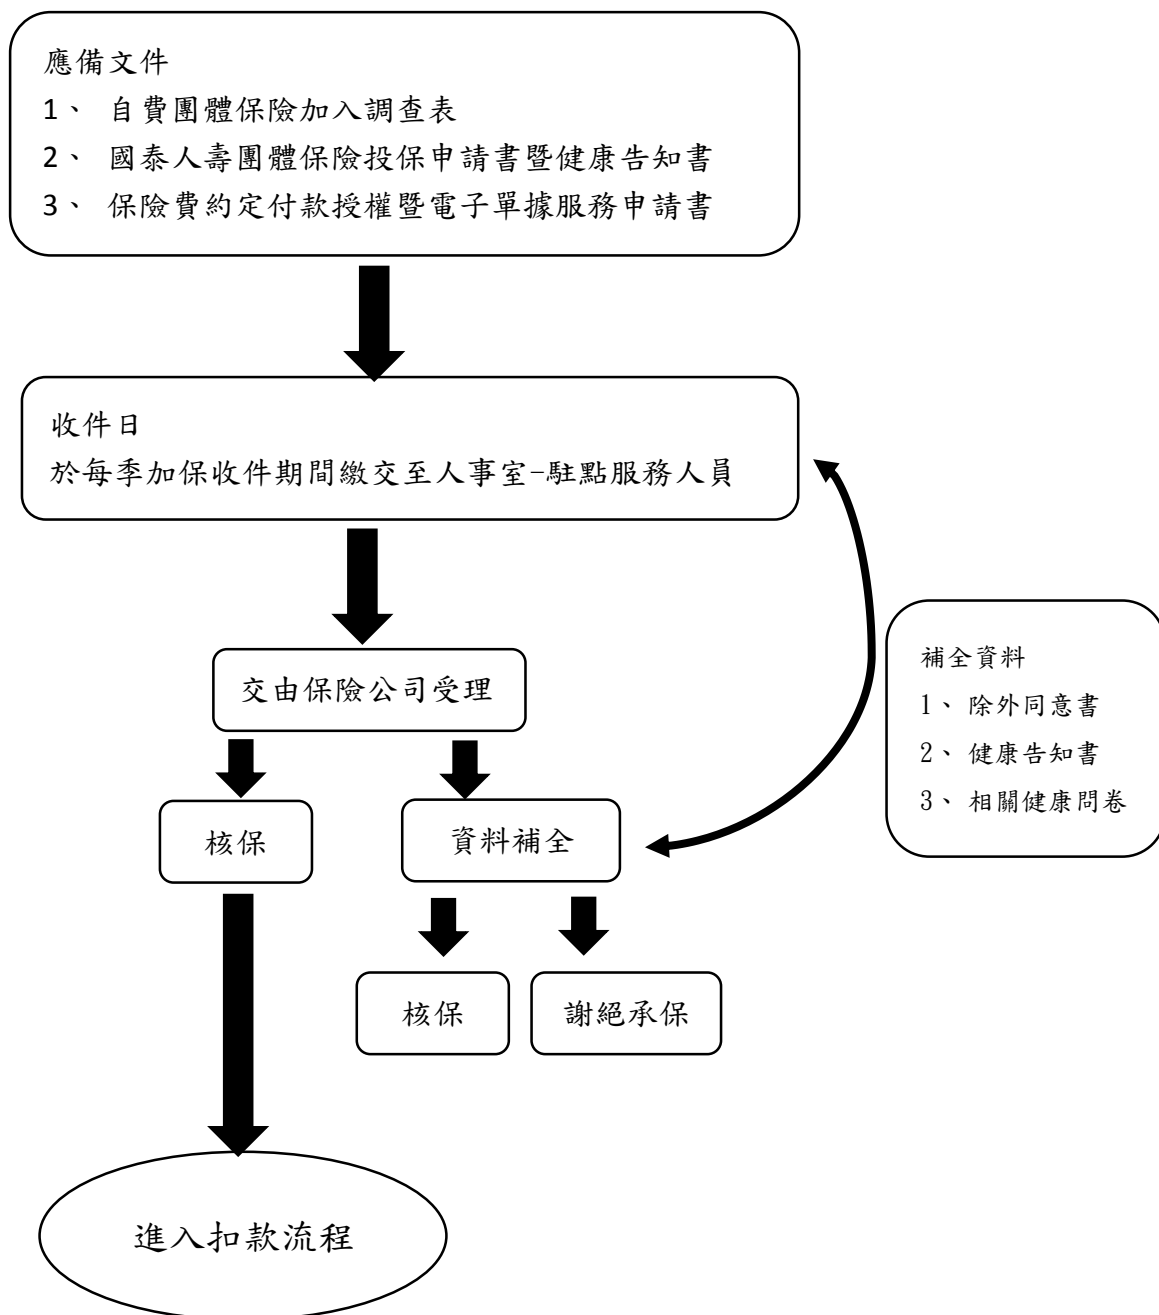 應備文件
1、 自費團體保險加入調查表
2、 國泰人壽團體保險投保申請書暨健康告知書
3、 保險費約定付款授權暨電子單據服務申請書
收件日
於每季加保收件期間繳交至人事室-駐點服務人員
交由保險公司受理
補全資料
1、 除外同意書
2、 健康告知書
3、 相關健康問卷
核保
資料補全
核保
謝絕承保
進入扣款流程